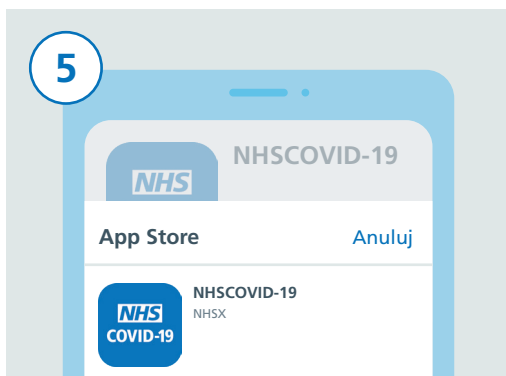 5
NHSCOVID-19
NHS
App Store Anuluj
NHSCOVID-19
NHSX
NHS
COVID-19